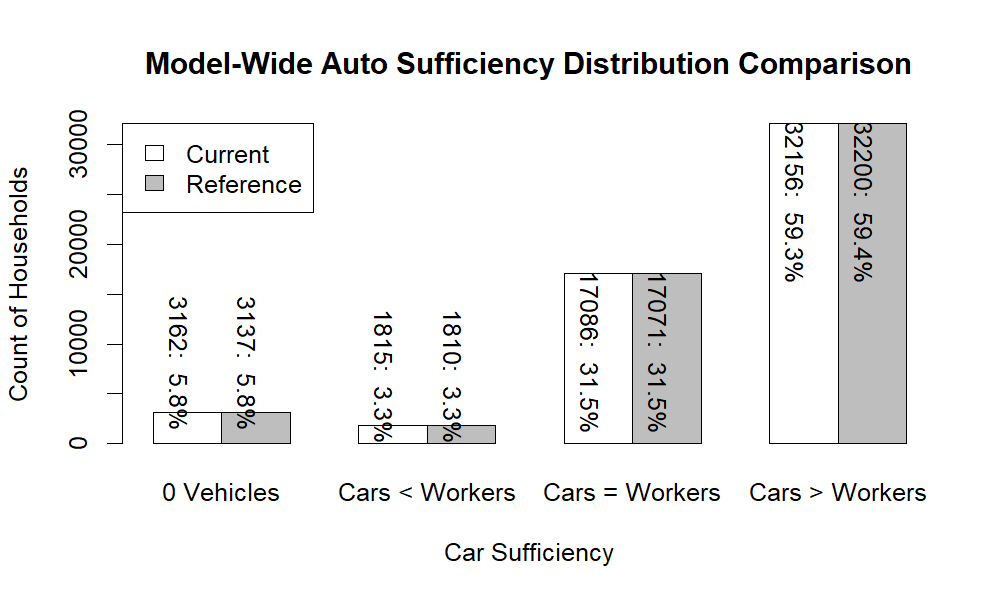 Model-Wide Auto Sufficiency Distribution Comparison
Count of Households
30000
20000
10000
0
Current
Reference
3162: 5.8%
3137: 5.8%
1815: 3.3%
1810: 3.3%
17086: 31.5%
17071: 31.5%
32156: 59.3%
32200: 59.4%
0 Vehicles
Cars < Workers
Cars = Workers
Cars > Workers
Car Sufficiency